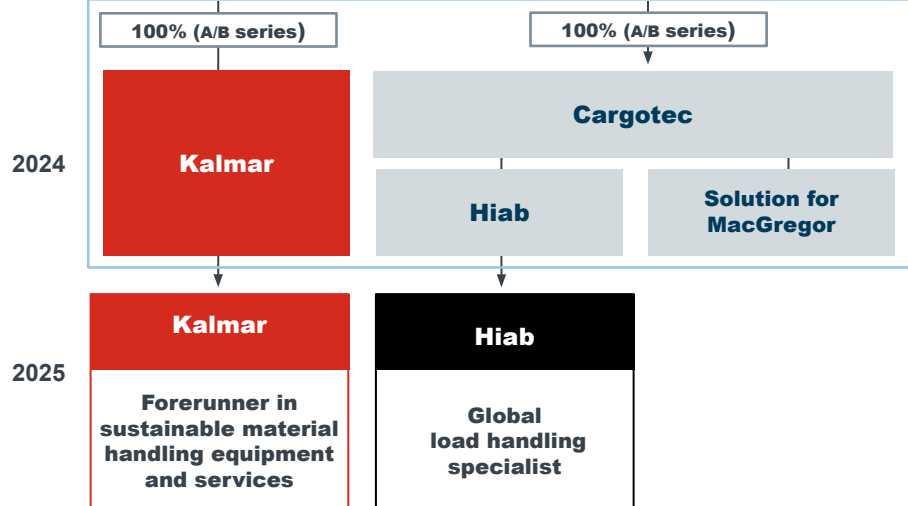 100% (A/B series)
100% (A/B series)
2024
Kalmar
Cargotec
Hiab
Solution for
MacGregor
2025
Kalmar
Forerunner in
sustainable material
handling equipment
and services
Hiab
Global
load handling
specialist